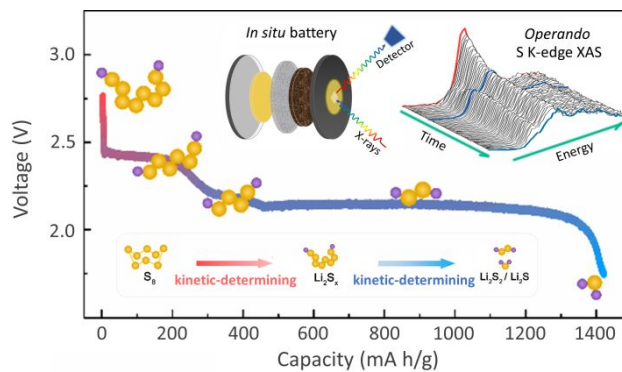 In situ battery
Detector
X-rays
Operando
S K-edge XAS
Time
Energy
Voltage (V)
3.0
2.5
2.0
S₈
kinetic-determining
Li₂Sₓ
kinetic-determining
Li₂S₂ / Li₂S
0
200
400
600
800
1000
1200
1400
Capacity (mA h/g)